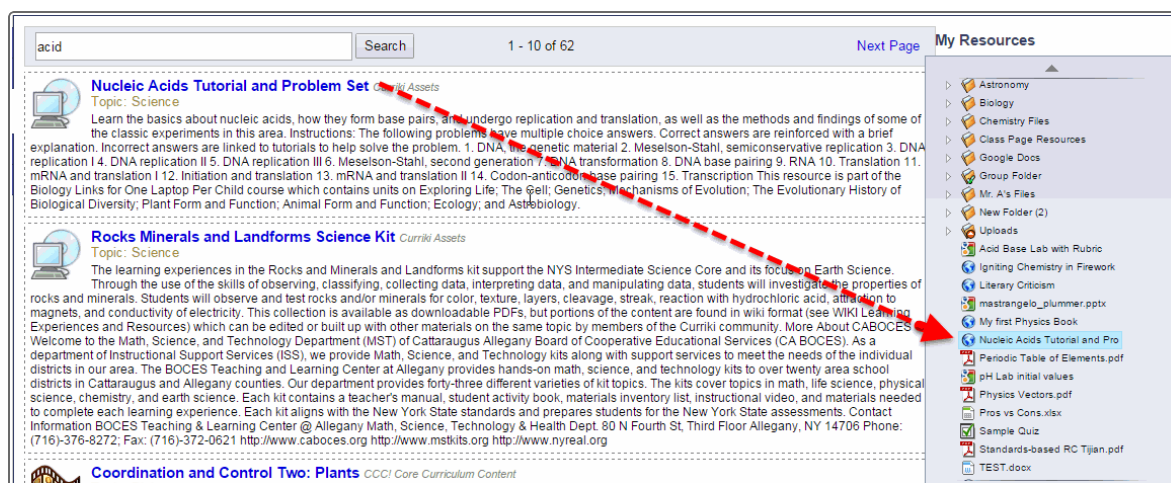 acid
Search
1 - 10 of 62
Next Page
Nucleic Acids Tutorial and Problem Set Curriki Assets
Topic: Science
Learn the basics about nucleic acids, how they form base pairs, and undergo replication and translation, as well as the methods and findings of some of
the classic experiments in this area. Instructions: The following problems have multiple choice answers. Correct answers are reinforced with a brief
explanation. Incorrect answers are linked to tutorials to help solve the problem. 1. DNA, the genetic material 2. Meselson-Stahl, semiconservative replication 3. DNA
replication I 4. DNA replication II 5. DNA replication III 6. Meselson-Stahl, second generation 7. DNA transformation 8. DNA base pairing 9. RNA 10. Translation 11.
mRNA and translation I 12. Initiation and translation 13. mRNA and translation II 14. Codon-anticodon base pairing 15. Transcription This resource is part of the
Biology Links for One Laptop Per Child course which contains units on Exploring Life; The Cell; Genetics; Mechanisms of Evolution; The Evolutionary History of
Biological Diversity; Plant Form and Function; Animal Form and Function; Ecology; and Astrobiology.
Rocks Minerals and Landforms Science Kit Curriki Assets
Topic: Science
The learning experiences in the Rocks and Minerals and Landforms kit support the NYS Intermediate Science Core and its focus on Earth Science.
Through the use of the skills of observing, classifying, collecting data, interpreting data, and manipulating data, students will investigate the properties of
rocks and minerals. Students will observe and test rocks and/or minerals for color, texture, layers, cleavage, streak, reaction with hydrochloric acid, attraction to
magnets, and conductivity of electricity. This collection is available as downloadable PDFs, but portions of the content are found in wiki format (see WIKI Learning
Experiences and Resources) which can be edited or built up with other materials on the same topic by members of the Curriki community. More About CABOCES
Welcome to the Math, Science, and Technology Department (MST) of Cattaraugus Allegany Board of Cooperative Educational Services (CA BOCES). As a
department of Instructional Support Services (ISS), we provide Math, Science, and Technology kits along with support services to meet the needs of the individual
districts in our area. The BOCES Teaching and Learning Center at Allegany provides hands-on math, science, and technology kits to over twenty area school
districts in Cattaraugus and Allegany counties. Our department provides forty-three different varieties of kit topics. The kits cover topics in math, life science, physical
science, chemistry, and earth science. Each kit contains a teacher's manual, student activity book, materials inventory list, instructional video, and materials needed
to complete each learning experience. Each kit aligns with the New York State standards and prepares students for the New York State assessments. Contact
Information BOCES Teaching & Learning Center @ Allegany Math, Science, Technology & Health Dept. 80 N Fourth St, Third Floor Allegany, NY 14706 Phone:
(716)-376-8272; Fax: (716)-372-0621 http://www.caboces.org http://www.mstkits.org http://www.nyreal.org
Coordination and Control Two: Plants CCC! Core Curriculum Content
My Resources
Astronomy
Biology
Chemistry Files
Class Page Resources
Google Docs
Group Folder
Mr. A's Files
New Folder (2)
Uploads
Acid Base Lab with Rubric
Igniting Chemistry in Firework
Literary Criticism
mastrangelo_plummer.pptx
My first Physics Book
Nucleic Acids Tutorial and Pro
Periodic Table of Elements.pdf
pH Lab initial values
Physics Vectors.pdf
Pros vs Cons.xlsx
Sample Quiz
Standards-based RC Tijian.pdf
TEST.docx